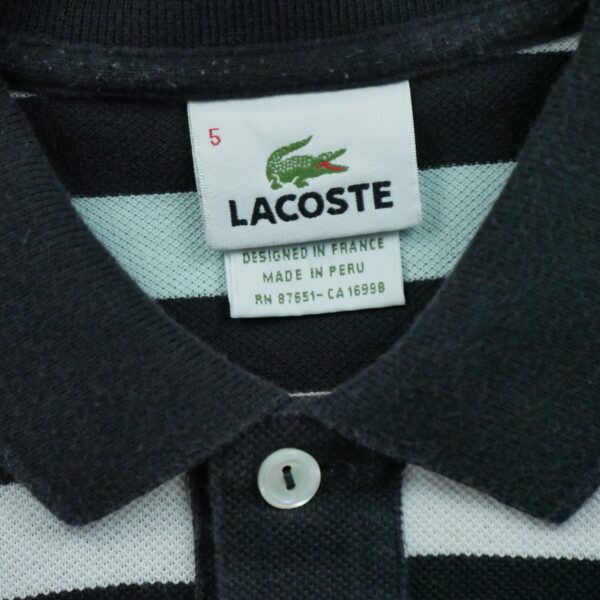 5
LACOSTE
DESIGNED IN FRANCE
MADE IN PERU
RN 87651-CA 16998